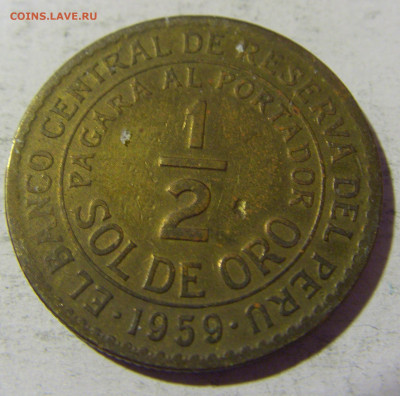 COINS.LAVE.RU
EL BANCO CENTRAL DE RESERVA DEL PERU
PAGARA AL PORTADOR
1
2
SOL DE ORO
· 1959 ·